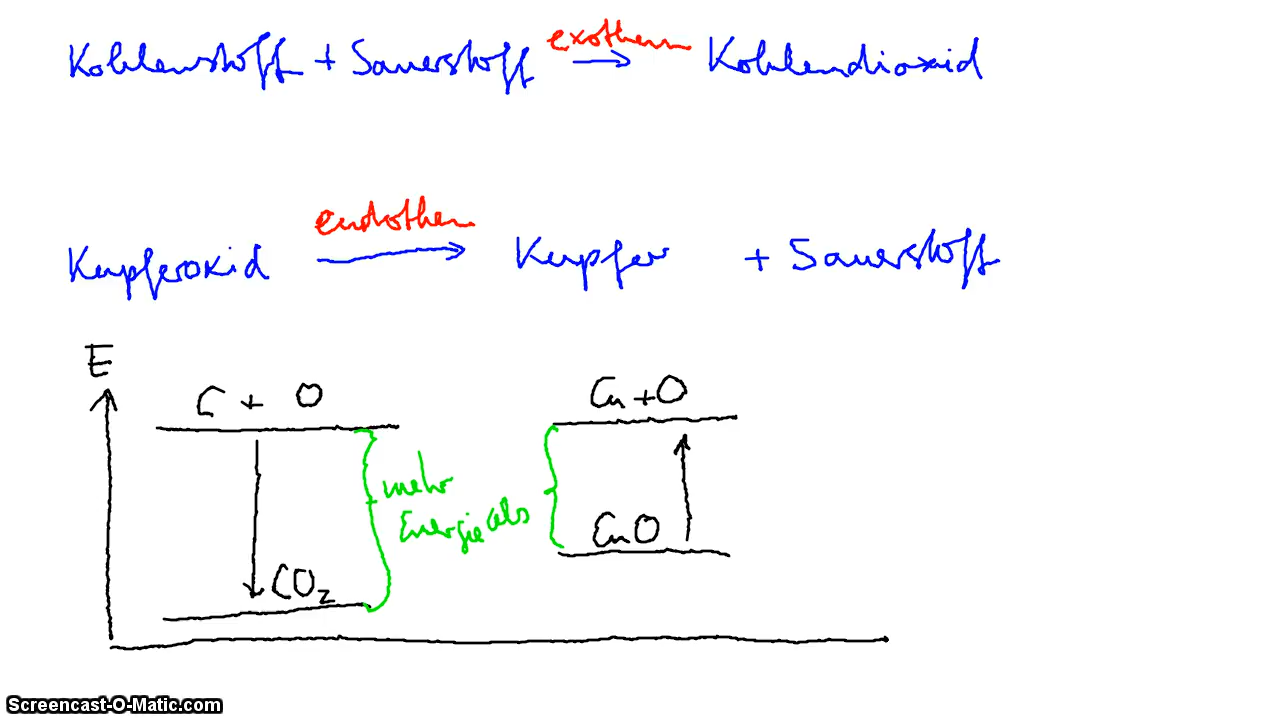 Kohlenstoff + Sauerstoff exotherm → Kohlendioxid
endotherm
Kupferoxid → Kupfer + Sauerstoff
E
C + O
Cu + O
mehr
Energie als
CuO
CO₂
Screencast-O-Matic.com